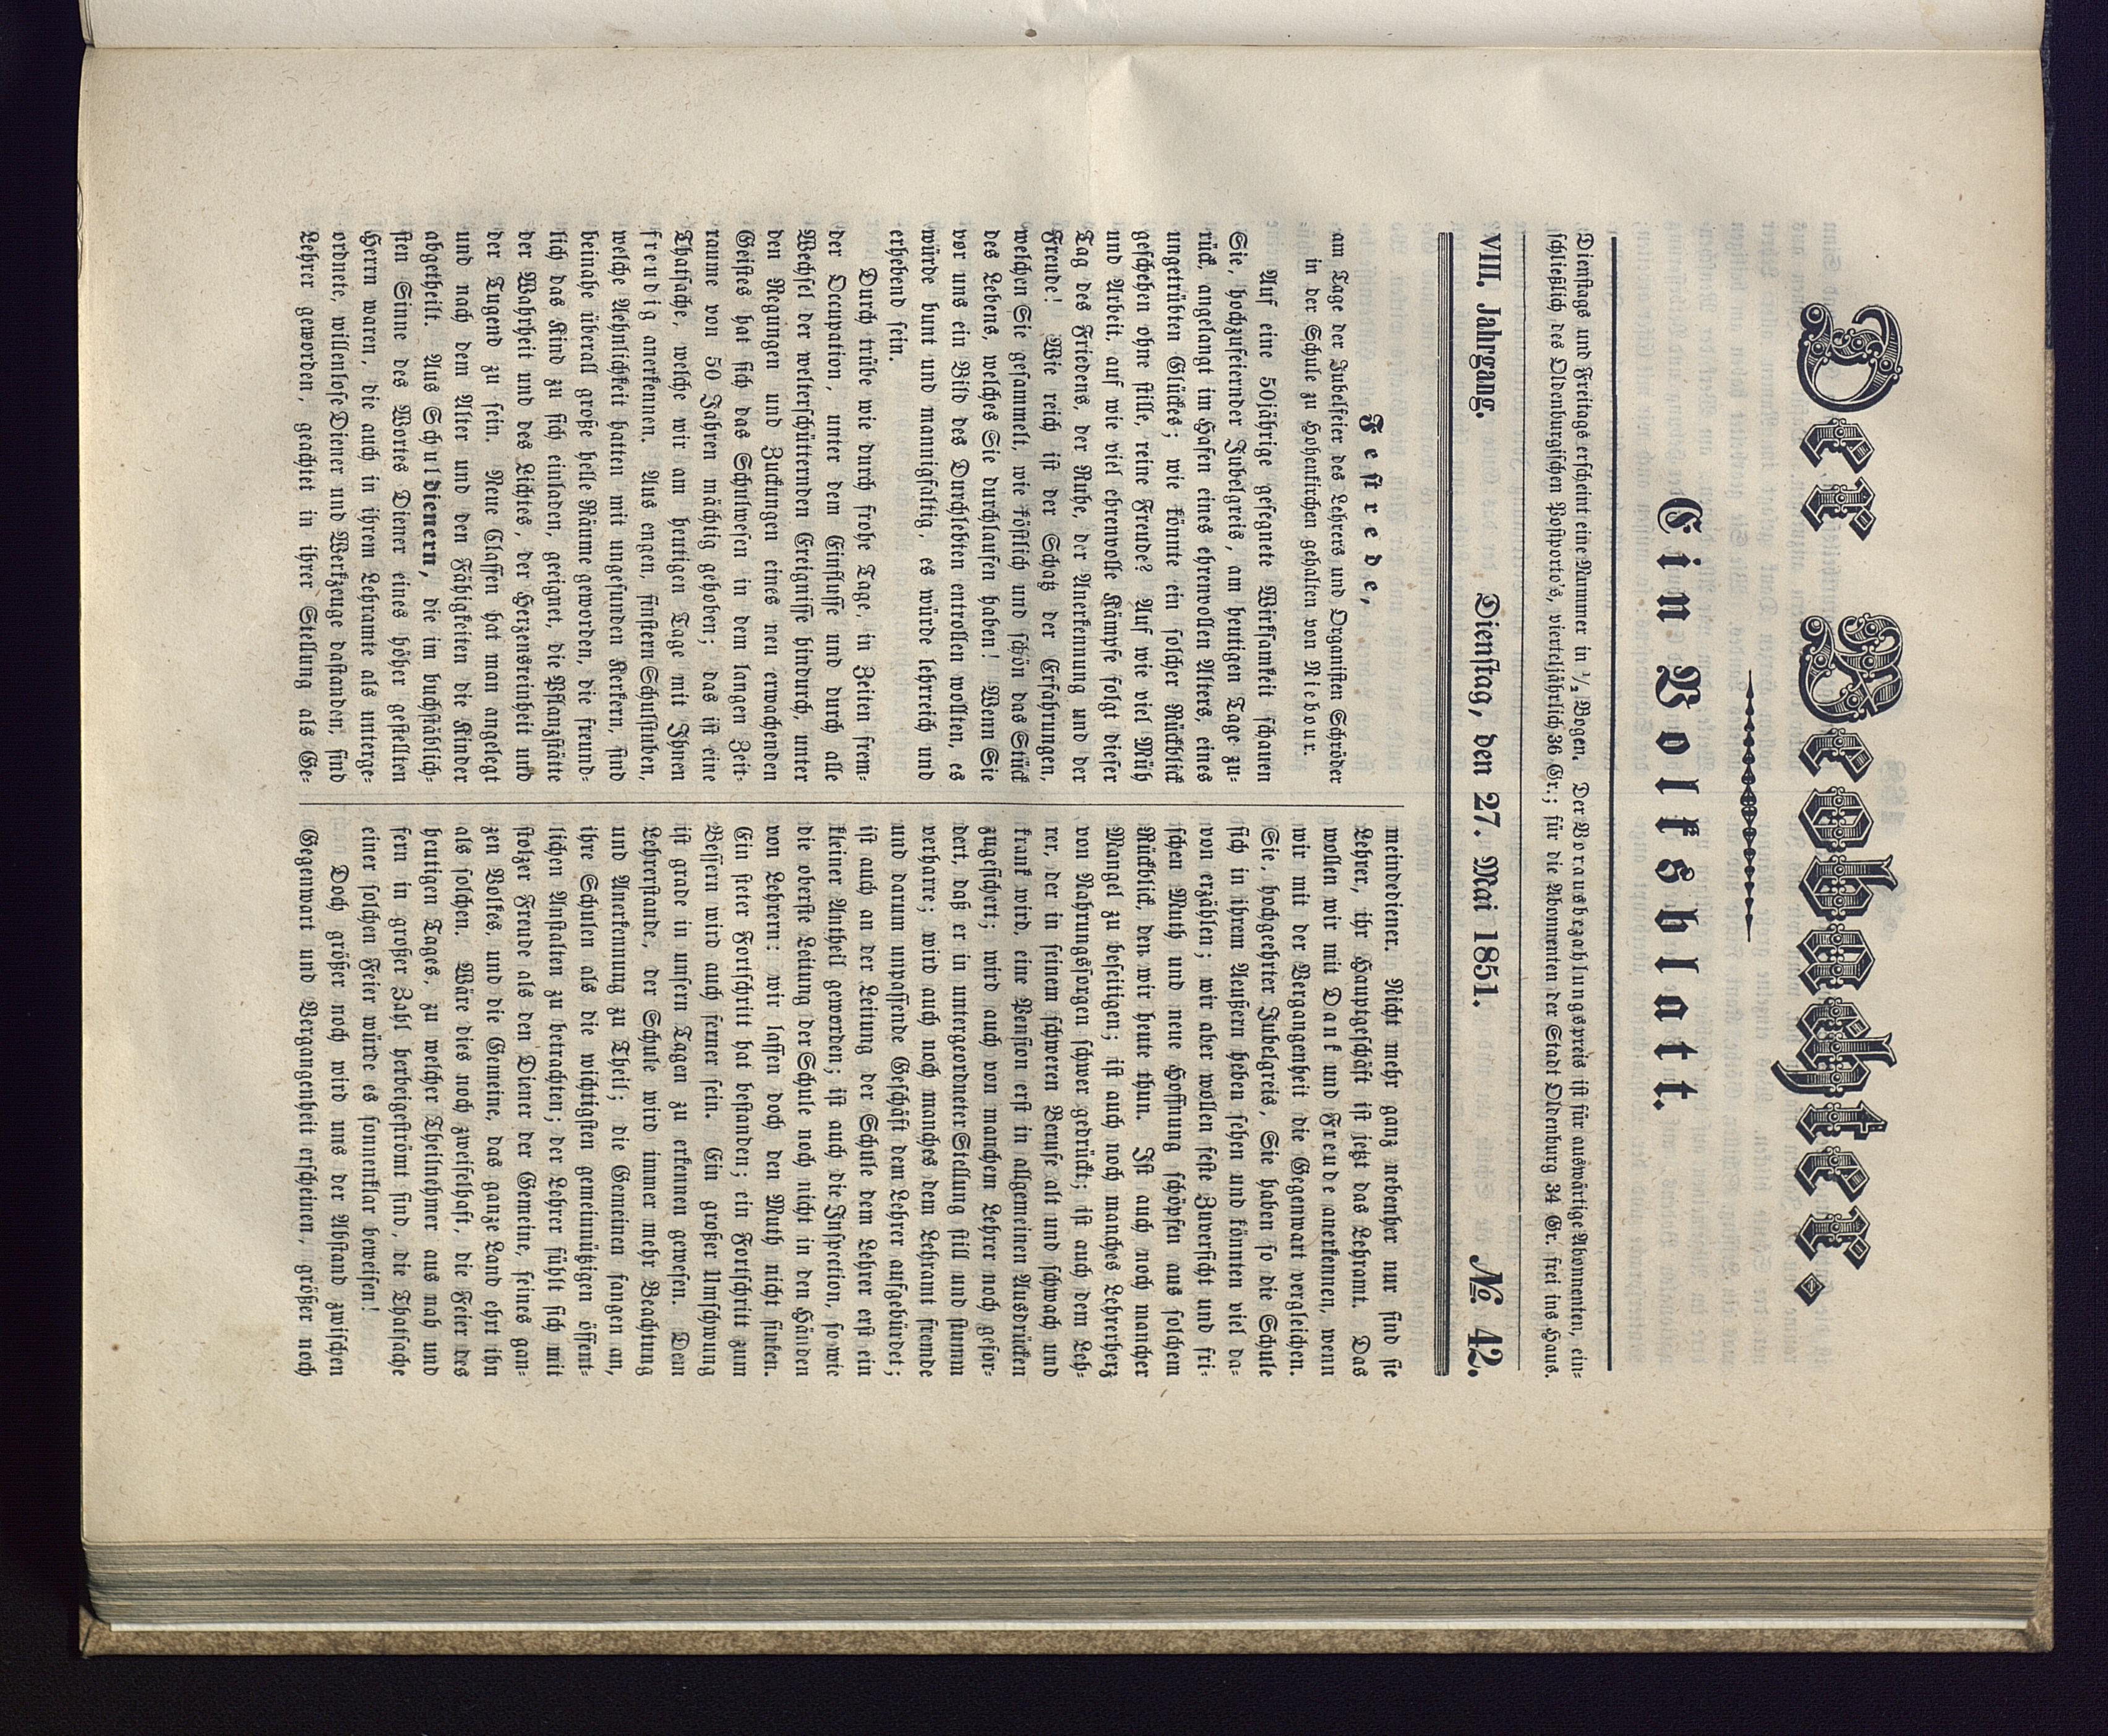 Der Beobachter.
Ein Volksblatt.
Dienstags und Freitags erscheint eine Nummer in ½ Bogen. Der Vorausbezahlungspreis ist für auswärtige Abonnenten, ein-
schließlich des Oldenburgischen Postporto's, vierteljährlich 36 Gr.; für die Abonnenten der Stadt Oldenburg 34 Gr. frei ins Haus.
VIII. Jahrgang. Dienstag, den 27. Mai 1851. № 42.
Festrede,
am Tage der Jubelfeier des Lehrers und Organisten Schröder
in der Schule zu Hohenkirchen gehalten von Niebour.
Auf eine 50jährige gesegnete Wirksamkeit schauen
Sie, hochzufeiernder Jubelgreis, am heutigen Tage zu-
rück, angelangt im Hafen eines ehrenvollen Alters, eines
ungetrübten Glückes; wie könnte ein solcher Rückblick
geschehen ohne stille, reine Freude? Auf wie viel Müh
und Arbeit, auf wie viel ehrenvolle Kämpfe folgt dieser
Tag des Friedens, der Ruhe, der Anerkennung und der
Freude! Wie reich ist der Schatz der Erfahrungen,
welchen Sie gesammelt, wie köstlich und schön das Stück
des Lebens, welches Sie durchlaufen haben! Wenn Sie
vor uns ein Bild des Durchlebten entrollen wollten, es
würde bunt und mannigfaltig, es würde lehrreich und
erhebend sein.
Durch trübe wie durch frohe Tage, in Zeiten frem-
der Occupation, unter dem Einflusse und durch alle
Wechsel der welterschütternden Ereignisse hindurch, unter
den Regungen und Zuckungen eines neu erwachenden
Geistes hat sich das Schulwesen in dem langen Zeit-
raume von 50 Jahren mächtig gehoben; das ist eine
Thatsache, welche wir am heutigen Tage mit Ihnen
freudig anerkennen. Aus engen, finstern Schulstuben,
welche Aehnlichkeit hatten mit ungesunden Kerkern, sind
beinahe überall große helle Räume geworden, die freund-
lich das Kind zu sich einladen, geeignet, die Pflanzstätte
der Wahrheit und des Lichtes, der Herzensreinheit und
der Tugend zu sein. Neue Classen hat man angelegt
und nach dem Alter und den Fähigkeiten die Kinder
abgetheilt. Aus Schuldienern, die im buchstäblich-
sten Sinne des Wortes Diener eines höher gestellten
Herrn waren, die auch in ihrem Lehramte als unterge-
ordnete, willenlose Diener und Werkzeuge dastanden, sind
Lehrer geworden, geachtet in ihrer Stellung als Ge-
meindediener. Nicht mehr ganz nebenher nur sind sie
Lehrer, ihr Hauptgeschäft ist jetzt das Lehramt. Das
wollen wir mit Dank und Freude anerkennen, wenn
wir mit der Vergangenheit die Gegenwart vergleichen.
Sie, hochgeehrter Jubelgreis, Sie haben so die Schule
sich in ihrem Aeußern heben sehen und könnten viel da-
von erzählen; wir aber wollen feste Zuversicht und fri-
schen Muth und neue Hoffnung schöpfen aus solchem
Rückblick, den wir heute thun. Ist auch noch mancher
Mangel zu beseitigen; ist auch noch manches Lehrerherz
von Nahrungssorgen schwer gedrückt; ist auch dem Leh-
rer, der in seinem schweren Berufe alt und schwach und
krank wird, eine Pension erst in allgemeinen Ausdrücken
zugesichert; wird auch von manchem Lehrer noch gefor-
dert, daß er in untergeordneter Stellung still und stumm
verharre; wird auch noch manches dem Lehramt fremde
und darum unpassende Geschäft dem Lehrer aufgebürdet;
ist auch an der Leitung der Schule dem Lehrer erst ein
kleiner Antheil geworden; ist auch die Inspection, so wie
die oberste Leitung der Schule noch nicht in den Händen
von Lehrern: wir lassen doch den Muth nicht sinken.
Ein steter Fortschritt hat bestanden; ein Fortschritt zum
Bessern wird auch ferner sein. Ein großer Umschwung
ist grade in unsern Tagen zu erkennen gewesen. Dem
Lehrerstande, der Schule wird immer mehr Beachtung
und Anerkennung zu Theil; die Gemeinen fangen an,
ihre Schulen als die wichtigsten gemeinnützigen öffent-
lichen Anstalten zu betrachten; der Lehrer fühlt sich mit
stolzer Freude als den Diener der Gemeine, seines gan-
zen Volkes, und die Gemeine, das ganze Land ehrt ihn
als solchen. Wäre dies noch zweifelhaft, die Feier des
heutigen Tages, zu welcher Theilnehmer aus nah und
fern in großer Zahl herbeigeströmt sind, die Thatsache
einer solchen Feier würde es sonnenklar beweisen!
Doch größer noch wird uns der Abstand zwischen
Gegenwart und Vergangenheit erscheinen, größer noch